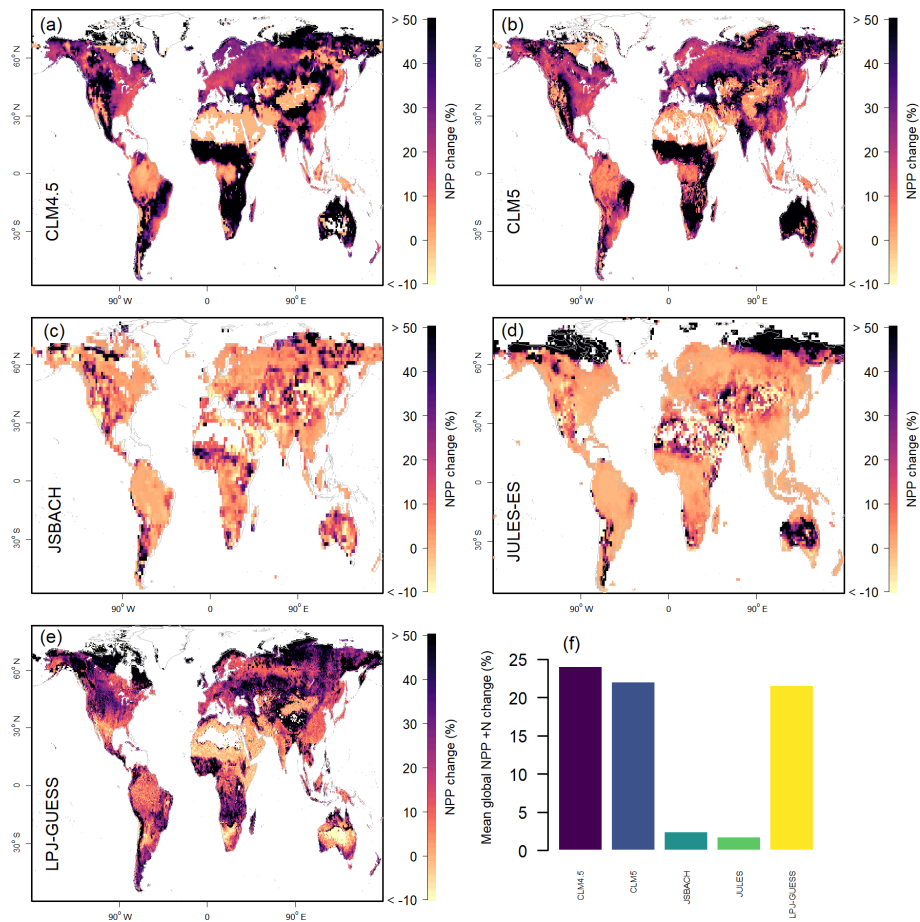 (a)
CLM4.5
60° N
30° N
0
30° S
90° W
0
90° E
> 50
40
30
20
10
0
< -10
NPP change (%)
(b)
CLM5
60° N
30° N
0
30° S
90° W
0
90° E
> 50
40
30
20
10
0
< -10
NPP change (%)
(c)
JSBACH
60° N
30° N
0
30° S
90° W
0
90° E
> 50
40
30
20
10
0
< -10
NPP change (%)
(d)
JULES-ES
60° N
30° N
0
30° S
90° W
0
90° E
> 50
40
30
20
10
0
< -10
NPP change (%)
(e)
LPJ-GUESS
60° N
30° N
0
30° S
90° W
0
90° E
> 50
40
30
20
10
0
< -10
NPP change (%)
(f)
Mean global NPP +N change (%)
25
20
15
10
5
0
CLM4.5
CLM5
JSBACH
JULES
LPJ-GUESS